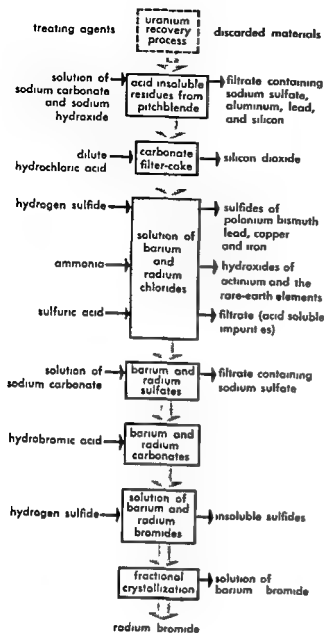 treating agents
uranium
recovery
process
discarded materials
solution of
sodium carbonate
and sodium
hydroxide
acid insoluble
residues from
pitchblende
filtrate containing
sodium sulfate,
aluminum, lead,
and silicon
dilute
hydrochloric acid
carbonate
filter-cake
silicon dioxide
hydrogen sulfide
ammonia
sulfuric acid
solution of
barium
and
radium
chlorides
sulfides of
polonium bismuth
lead, copper
and iron
hydroxides of
actinium and the
rare-earth elements
filtrate (acid soluble
impurit es)
solution of
sodium carbonate
barium and
radium
sulfates
filtrate containing
sodium sulfate
hydrobromic acid
barium and
radium
carbonates
hydrogen sulfide
solution of
barium and
radium
bromides
insoluble sulfides
fractional
crystallization
solution of
barium bromide
radium bromide